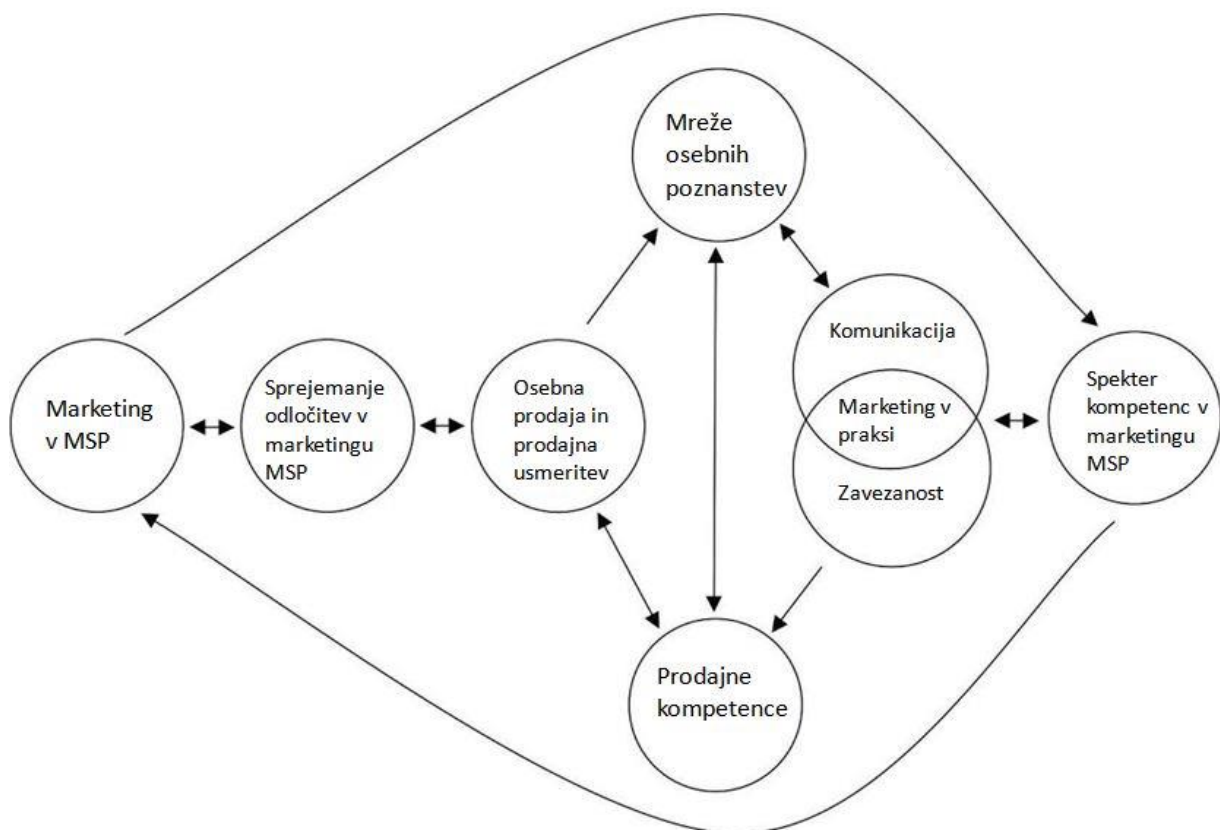 Mreže
osebnih
poznanstev
Komunikacija
Marketing
v MSP
Sprejemanje
odločitev v
marketingu
MSP
Osebna
prodaja in
prodajna
usmeritev
Marketing v
praksi
Spekter
kompetenc v
marketingu
MSP
Zavezanost
Prodajne
kompetence